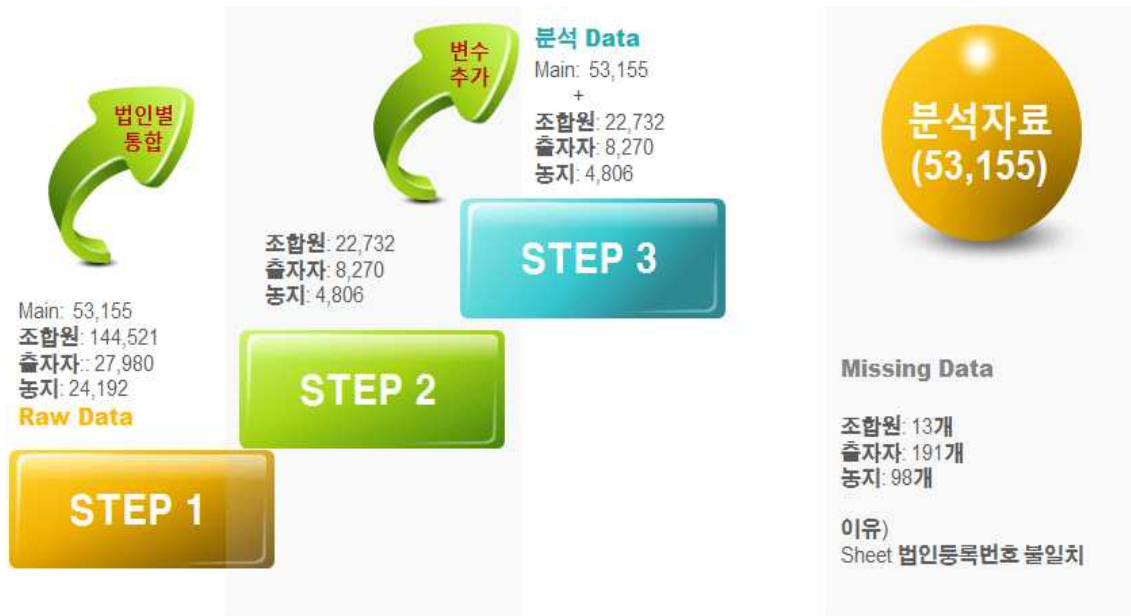 법인별
통합
Main: 53,155
조합원: 144,521
출자자:: 27,980
농지: 24,192
Raw Data
STEP 1
변수
추가
조합원: 22,732
출자자: 8,270
농지: 4,806
STEP 2
분석 Data
Main: 53,155
+
조합원: 22,732
출자자: 8,270
농지: 4,806
STEP 3
분석자료
(53,155)
Missing Data
조합원: 13개
출자자: 191개
농지: 98개
이유)
Sheet 법인등록번호 불일치